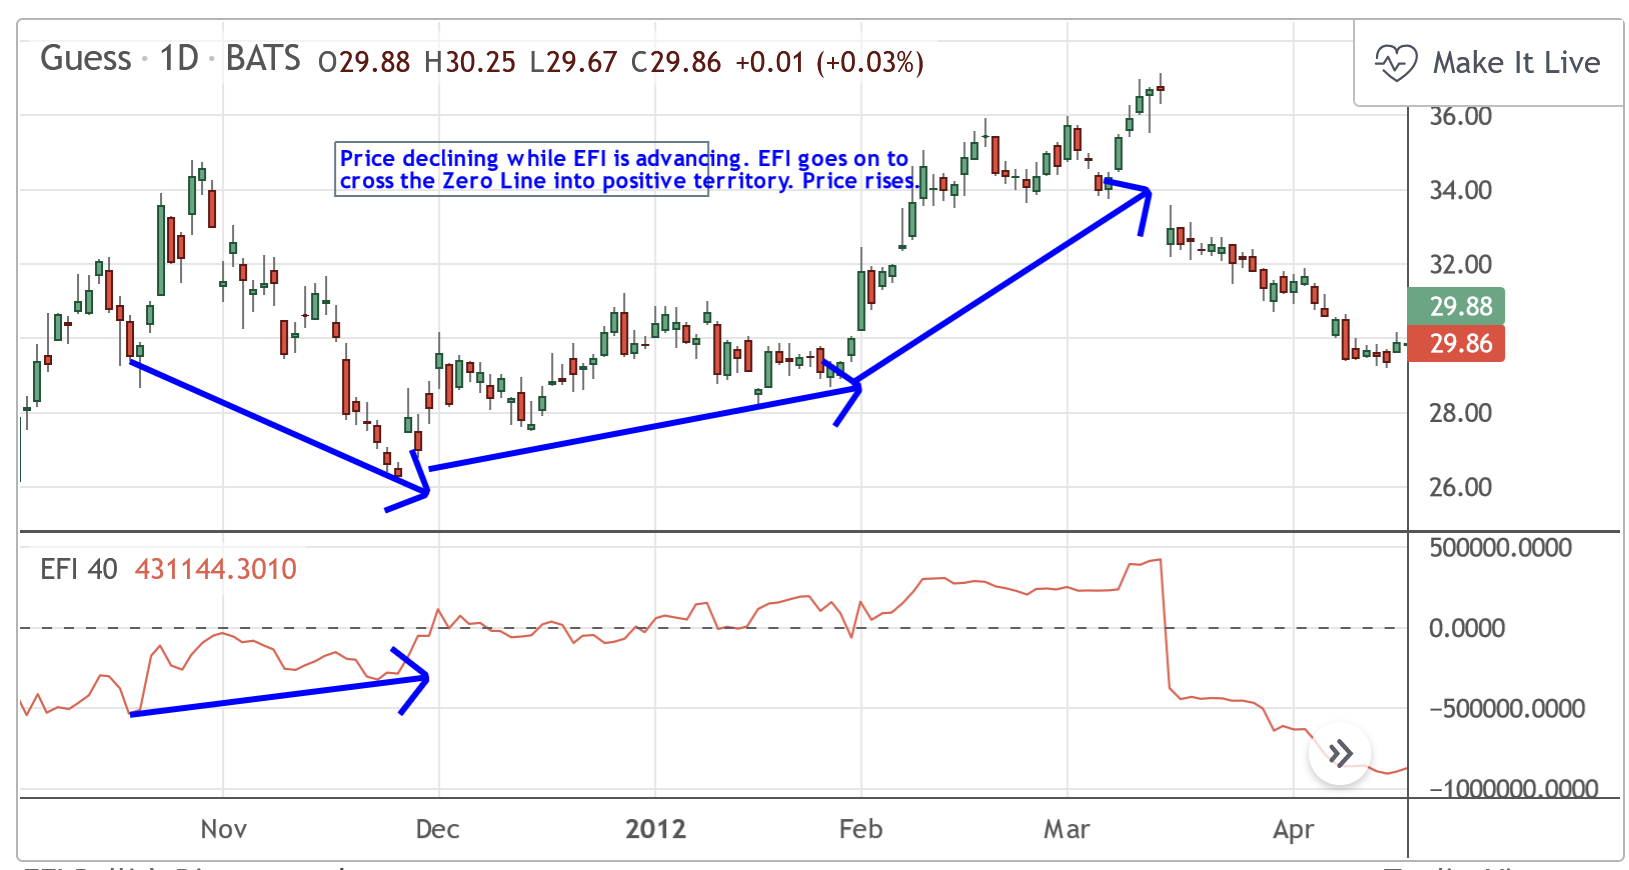 Guess · 1D · BATS O29.88 H30.25 L29.67 C29.86 +0.01 (+0.03%)
Make It Live
Price declining while EFI is advancing. EFI goes on to
cross the Zero Line into positive territory. Price rises.
36.00
34.00
32.00
29.88
29.86
28.00
26.00
EFI 40 431144.3010
500000.0000
0.0000
−500000.0000
−1000000.0000
Nov Dec 2012 Feb Mar Apr